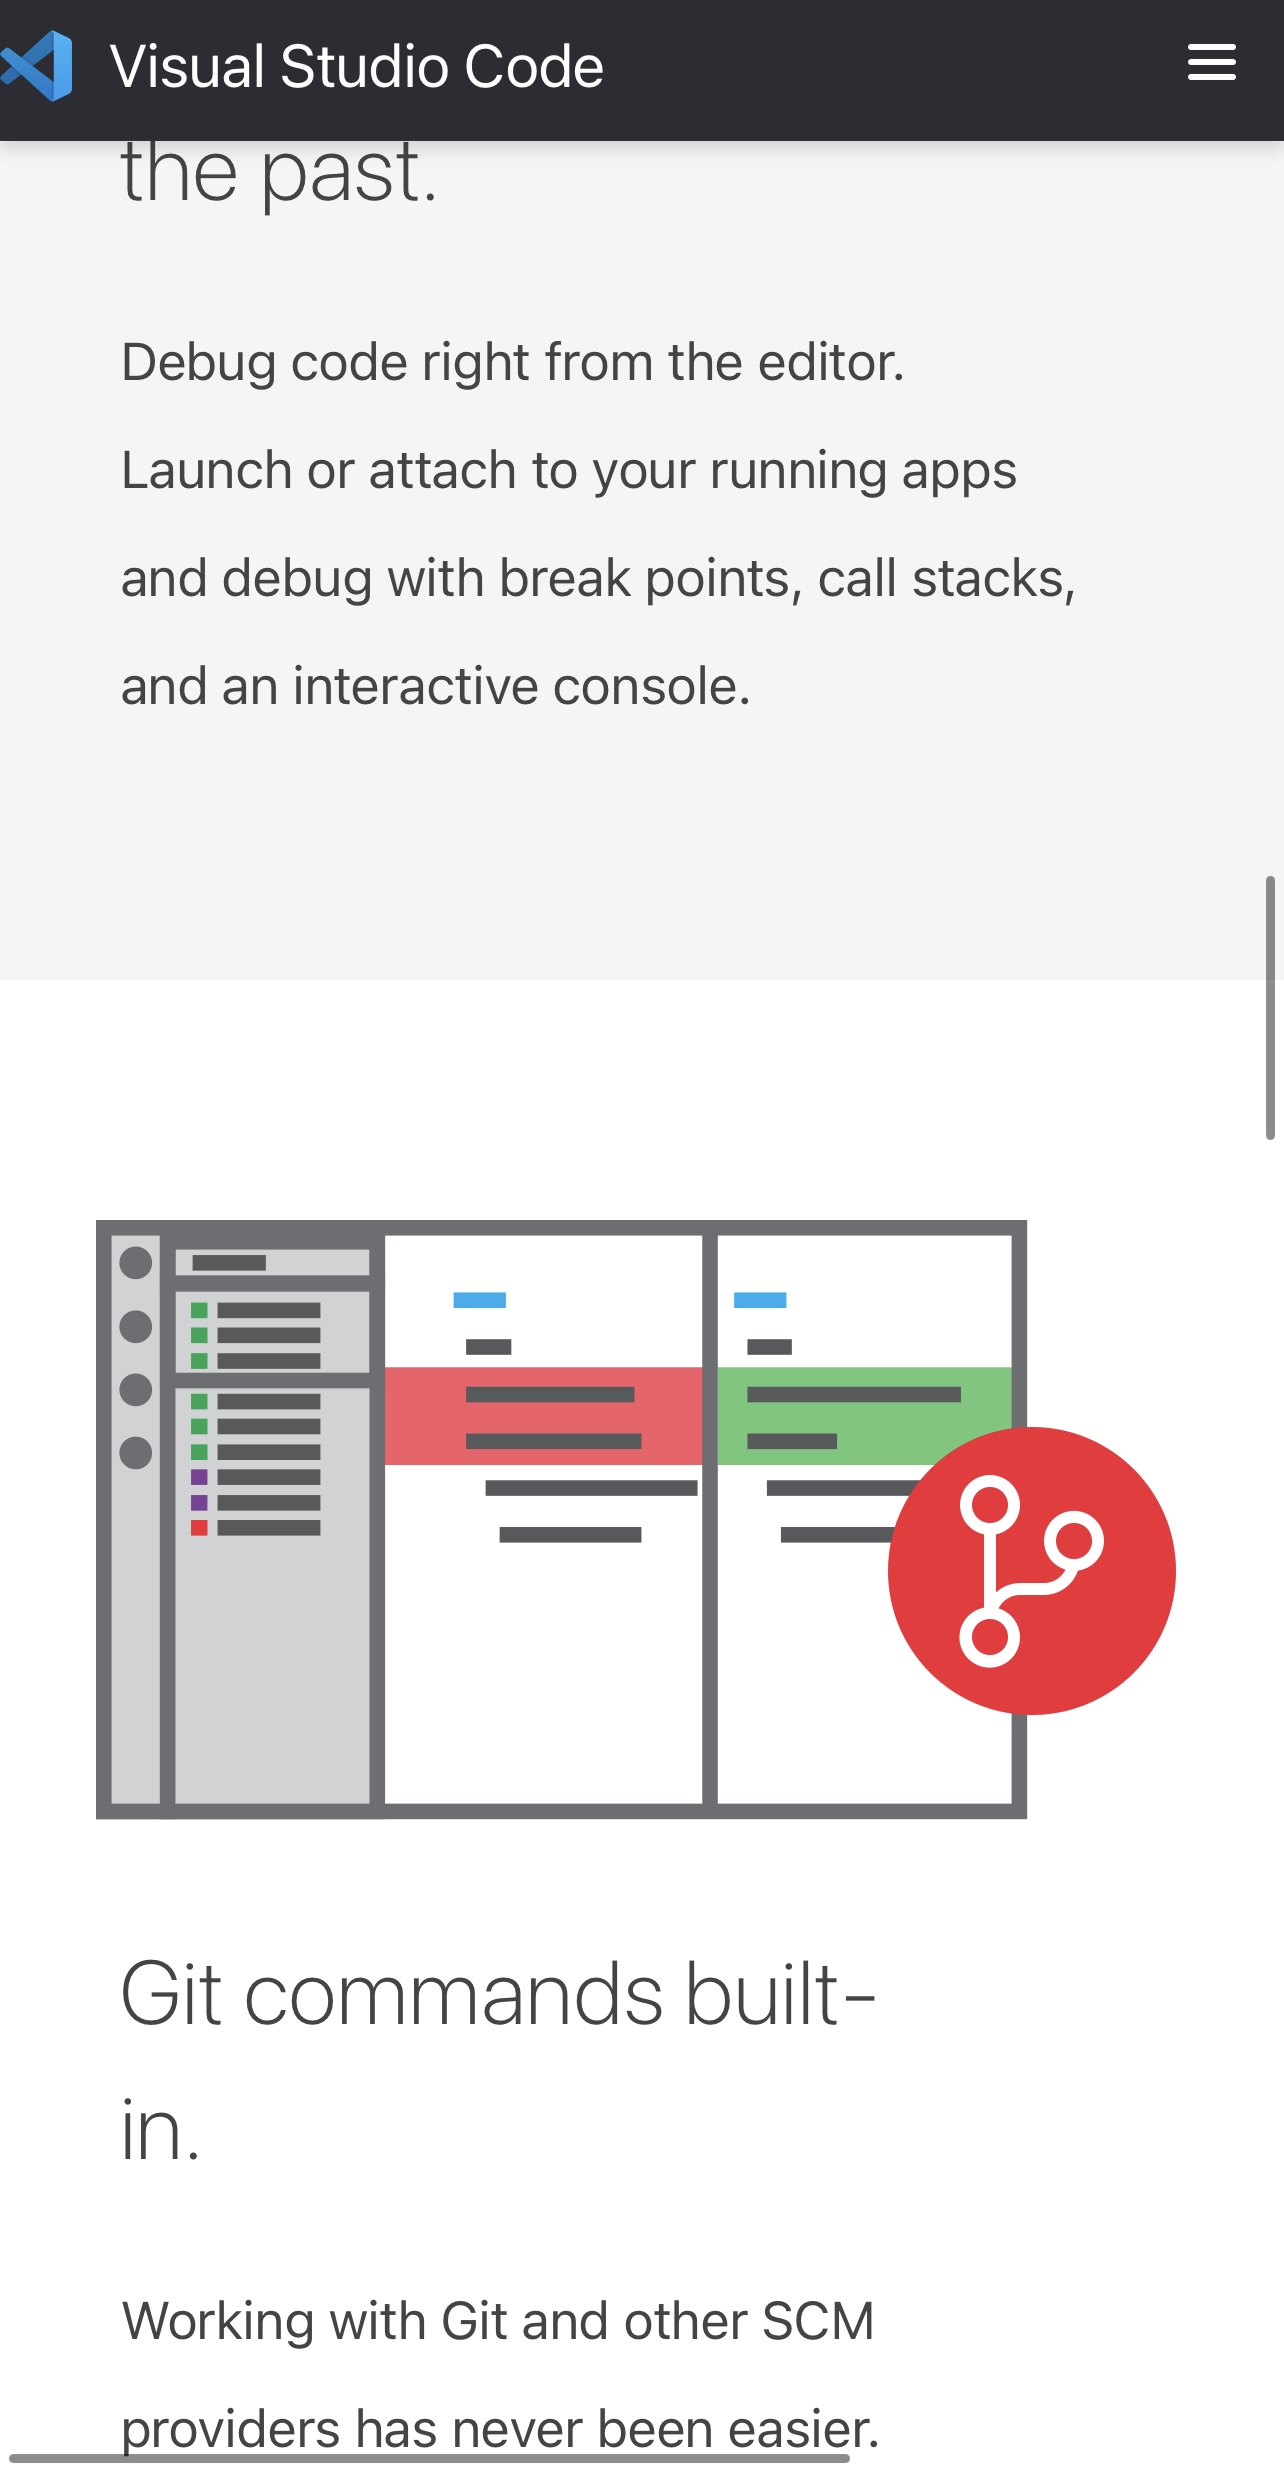 Visual Studio Code
the past.
Debug code right from the editor.
Launch or attach to your running apps
and debug with break points, call stacks,
and an interactive console.
Git commands built-
in.
Working with Git and other SCM
providers has never been easier.